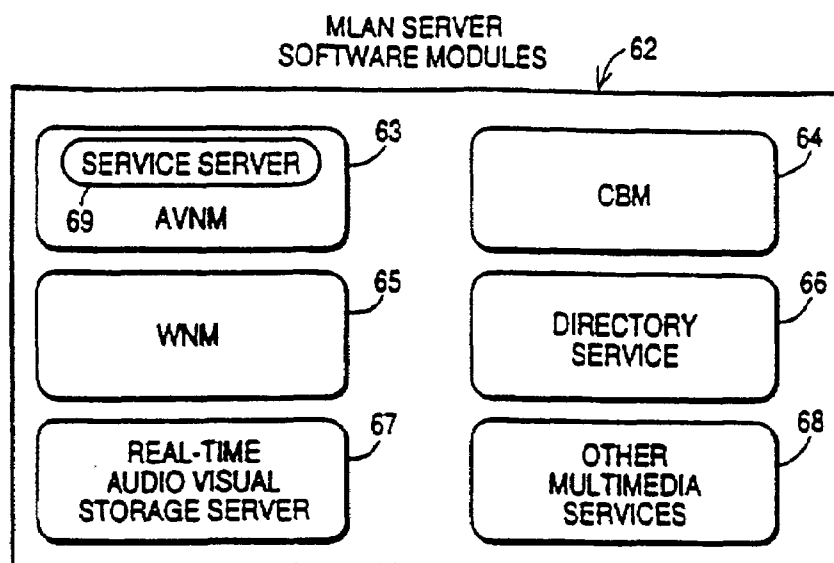 MLAN SERVER
SOFTWARE MODULES
62
SERVICE SERVER
69
AVNM
63
CBM
64
WNM
65
DIRECTORY
SERVICE
66
REAL-TIME
AUDIO VISUAL
STORAGE SERVER
67
OTHER
MULTIMEDIA
SERVICES
68